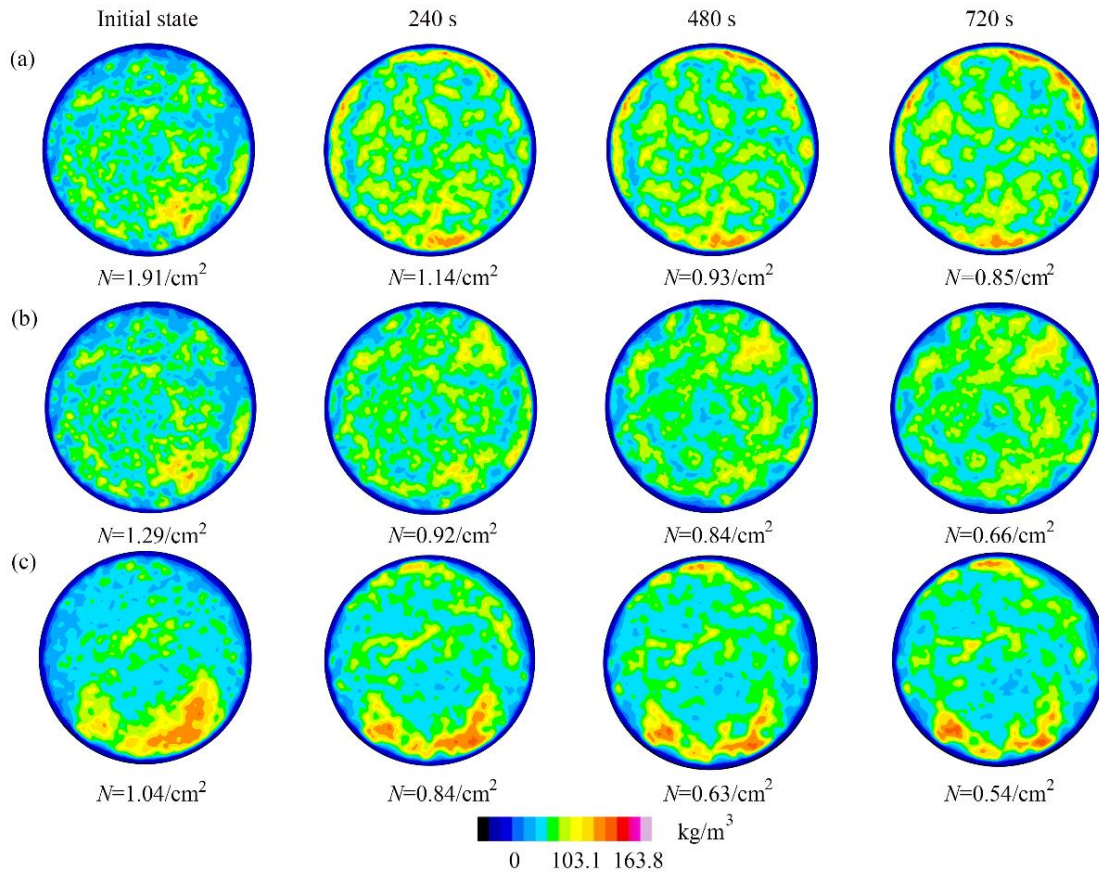 Initial state 240 s 480 s 720 s
(a)
N=1.91/cm² N=1.14/cm² N=0.93/cm² N=0.85/cm²
(b)
N=1.29/cm² N=0.92/cm² N=0.84/cm² N=0.66/cm²
(c)
N=1.04/cm² N=0.84/cm² N=0.63/cm² N=0.54/cm²
kg/m³
0 103.1 163.8